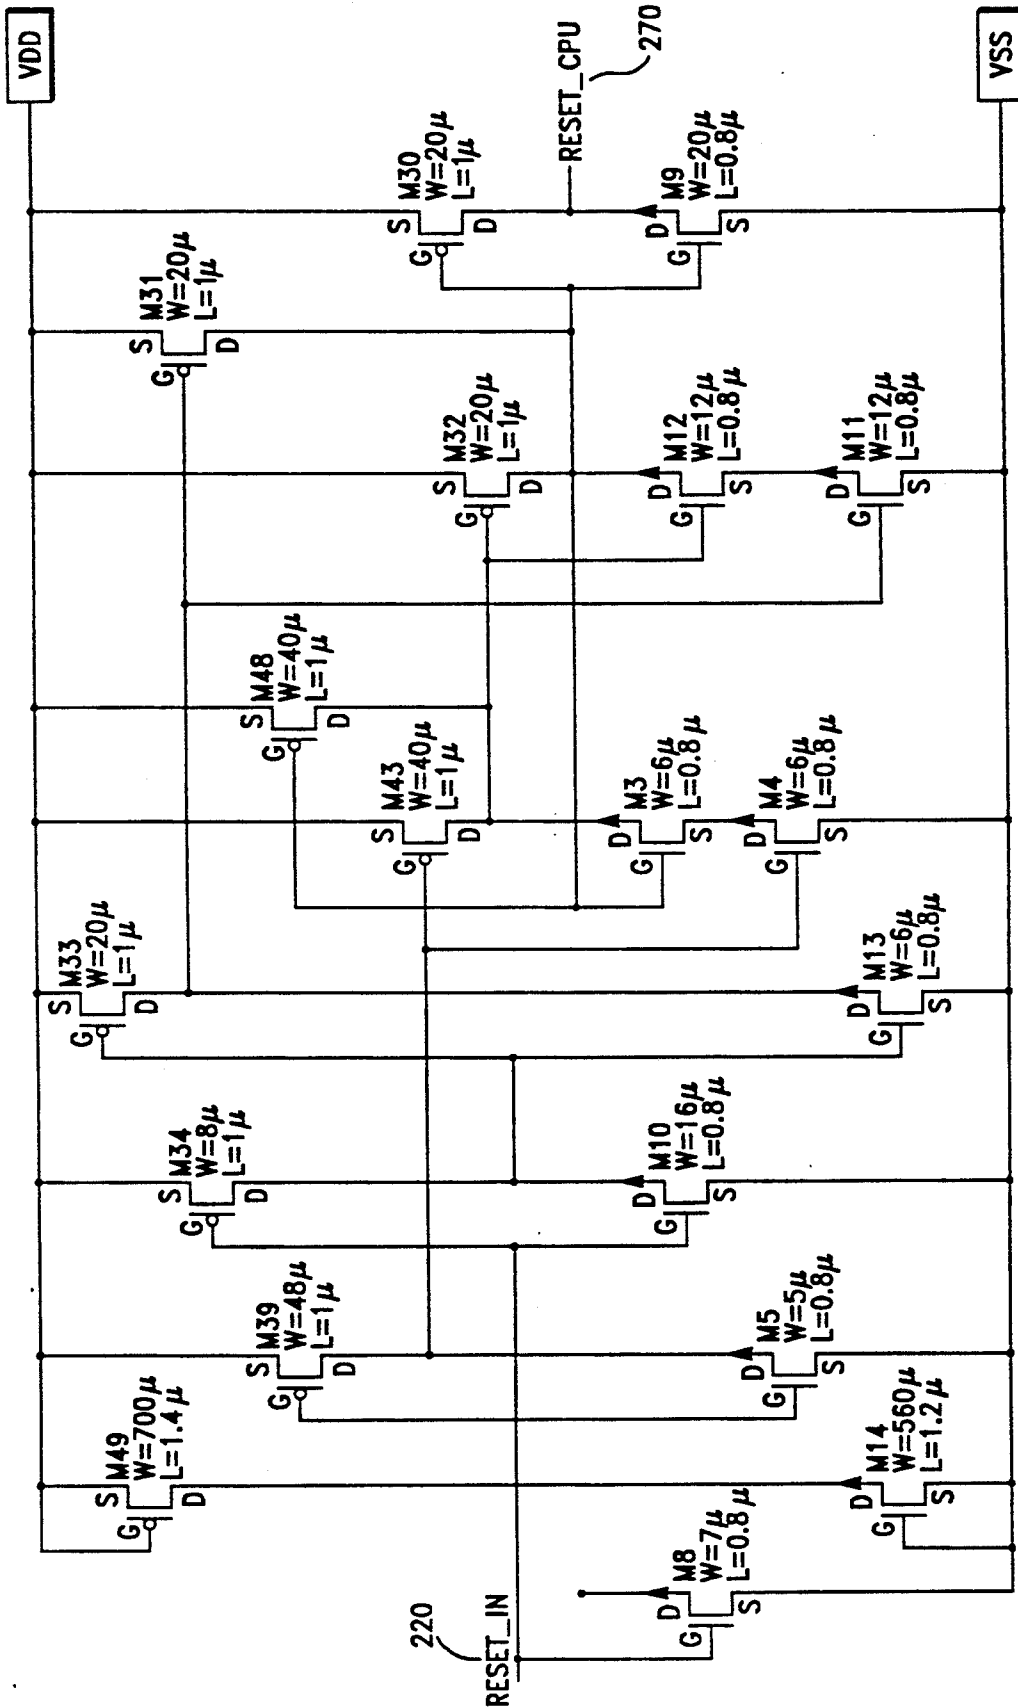 VDD
VSS
RESET_CPU
270
S
M30
W=20μ
L=1μ
G
D
D
M9
W=20μ
L=0.8μ
G
S
S
M31
W=20μ
L=1μ
G
D
S
M32
W=20μ
L=1μ
G
D
D
M12
W=12μ
L=0.8μ
G
S
D
M11
W=12μ
L=0.8μ
G
S
S
M48
W=40μ
L=1μ
G
D
S
M43
W=40μ
L=1μ
G
D
D
M3
W=6μ
L=0.8μ
G
S
D
M4
W=6μ
L=0.8μ
G
S
S
M33
W=20μ
L=1μ
G
D
D
M13
W=6μ
L=0.8μ
G
S
S
M34
W=8μ
L=1μ
G
D
D
M10
W=16μ
L=0.8μ
G
S
S
M39
W=48μ
L=1μ
G
D
D
M5
W=5μ
L=0.8μ
G
S
S
M49
W=700μ
L=1.4μ
G
D
D
M14
W=560μ
L=1.2μ
G
S
D
M8
W=7μ
L=0.8μ
G
S
220
RESET_IN